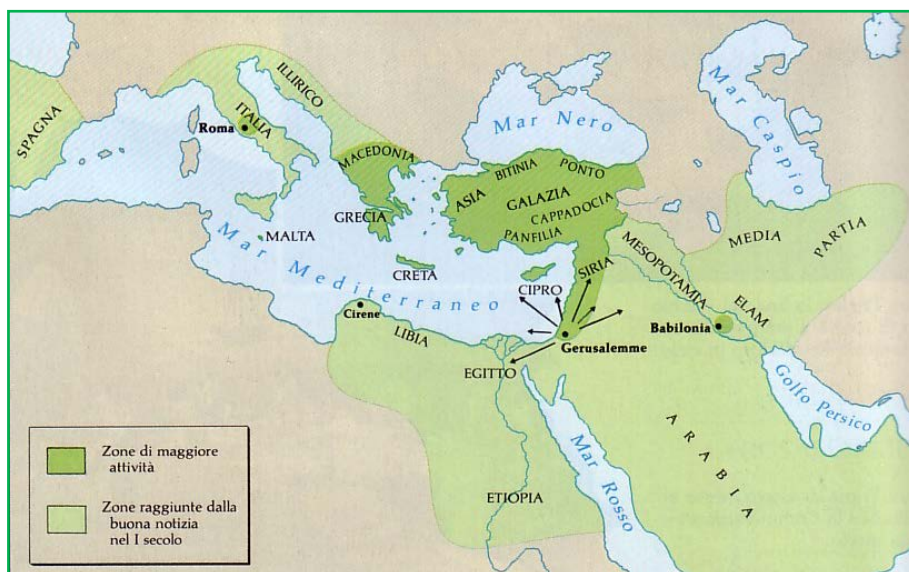 SPAGNA
ILLIRICO
ITALIA
Roma
MACEDONIA
GRECIA
MALTA
CRETA
Mar Mediterraneo
Mar Nero
Mar Caspio
BITINIA
PONTO
ASIA
GALAZIA
CAPPADOCIA
PANFILIA
CIPRO
SIRIA
MESOPOTAMIA
MEDIA
PARTIA
ELAM
Babilonia
Gerusalemme
Cirene
LIBIA
EGITTO
ETIOPIA
Mar Rosso
ARABIA
Golfo Persico
Zone di maggiore
attività
Zone raggiunte dalla
buona notizia
nel I secolo